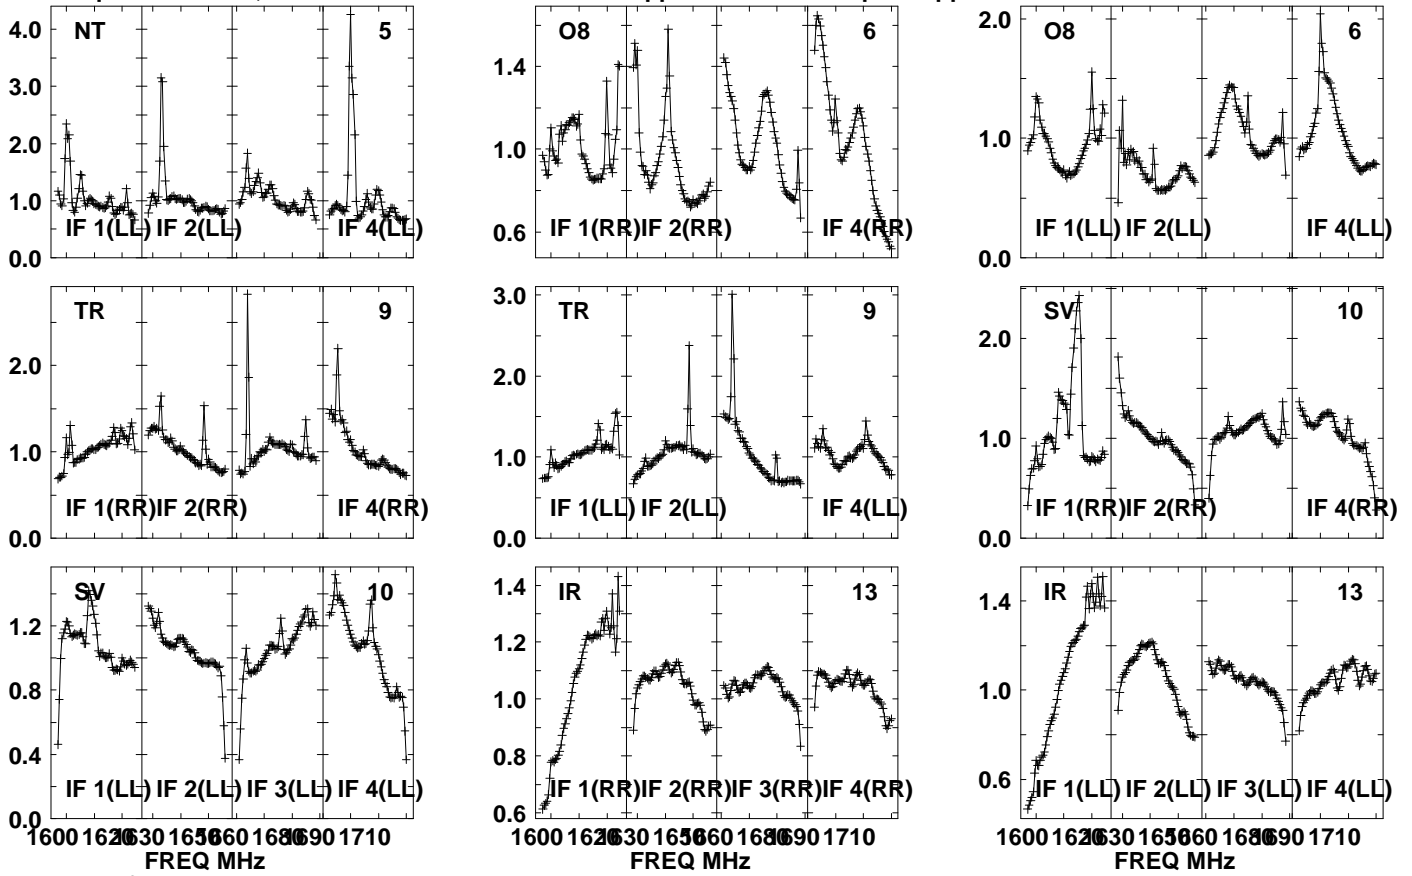 NT 5
4.0
3.0
2.0
1.0
0.0
IF 1(LL) IF 2(LL) IF 4(LL)
O8 6
1.4
1.0
0.6
IF 1(RR) IF 2(RR) IF 4(RR)
O8 6
2.0
1.0
0.0
IF 1(LL) IF 2(LL) IF 4(LL)
TR 9
2.0
1.0
0.0
IF 1(RR) IF 2(RR) IF 4(RR)
TR 9
3.0
2.0
1.0
0.0
IF 1(LL) IF 2(LL) IF 4(LL)
SV 10
2.0
1.0
0.0
IF 1(RR) IF 2(RR) IF 4(RR)
SV 10
1.2
0.8
0.4
0.0
IF 1(LL) IF 2(LL) IF 3(LL) IF 4(LL)
1600 1620 1630 1650 1660 1680 1690 1710
FREQ MHz
IR 13
1.4
1.2
1.0
0.8
0.6
IF 1(RR) IF 2(RR) IF 3(RR) IF 4(RR)
1600 1620 1630 1650 1660 1680 1690 1710
FREQ MHz
IR 13
1.4
1.0
0.6
IF 1(LL) IF 2(LL) IF 3(LL) IF 4(LL)
1600 1620 1630 1650 1660 1680 1690 1710
FREQ MHz